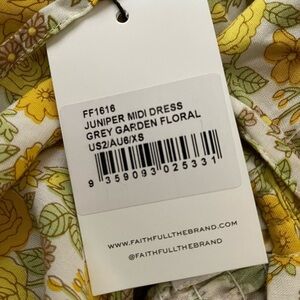 FF1616
JUNIPER MIDI DRESS
GREY GARDEN FLORAL
US2/AU6/XS
9 359093 025331
WWW.FAITHFULLTHEBRAND.COM
@FAITHFULLTHEBRAND